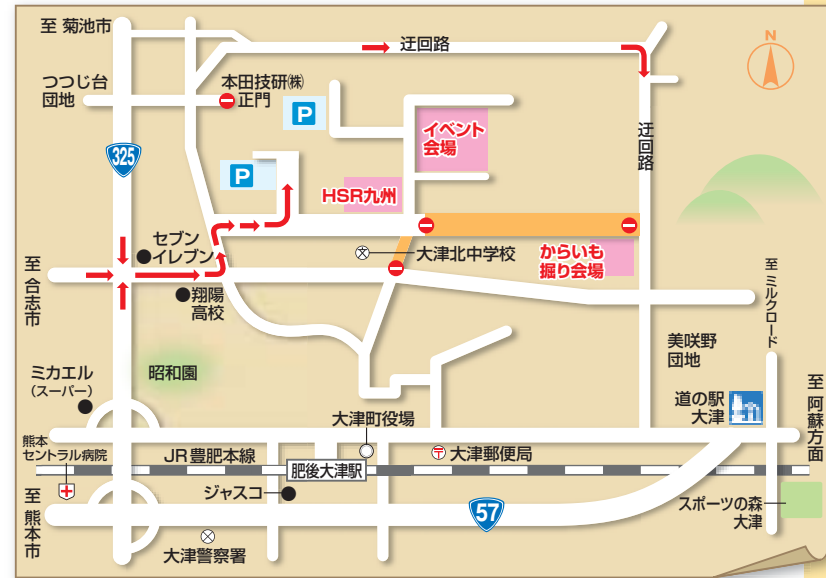 至 菊池市
迂回路
N
つつじ台
団地
本田技研㈱
正門
P
イベント
会場
迂回路
325
P
HSR九州
セブン
イレブン
大津北中学校
からいも
掘り会場
至 合志市
翔陽
高校
至 ミルクロード
美咲野
団地
ミカエル
(スーパー)
昭和園
道の駅
大津
至 阿蘇方面
大津町役場
熊本
セントラル病院
JR豊肥本線
肥後大津駅
大津郵便局
至 熊本市
ジャスコ
57
スポーツの森
大津
大津警察署